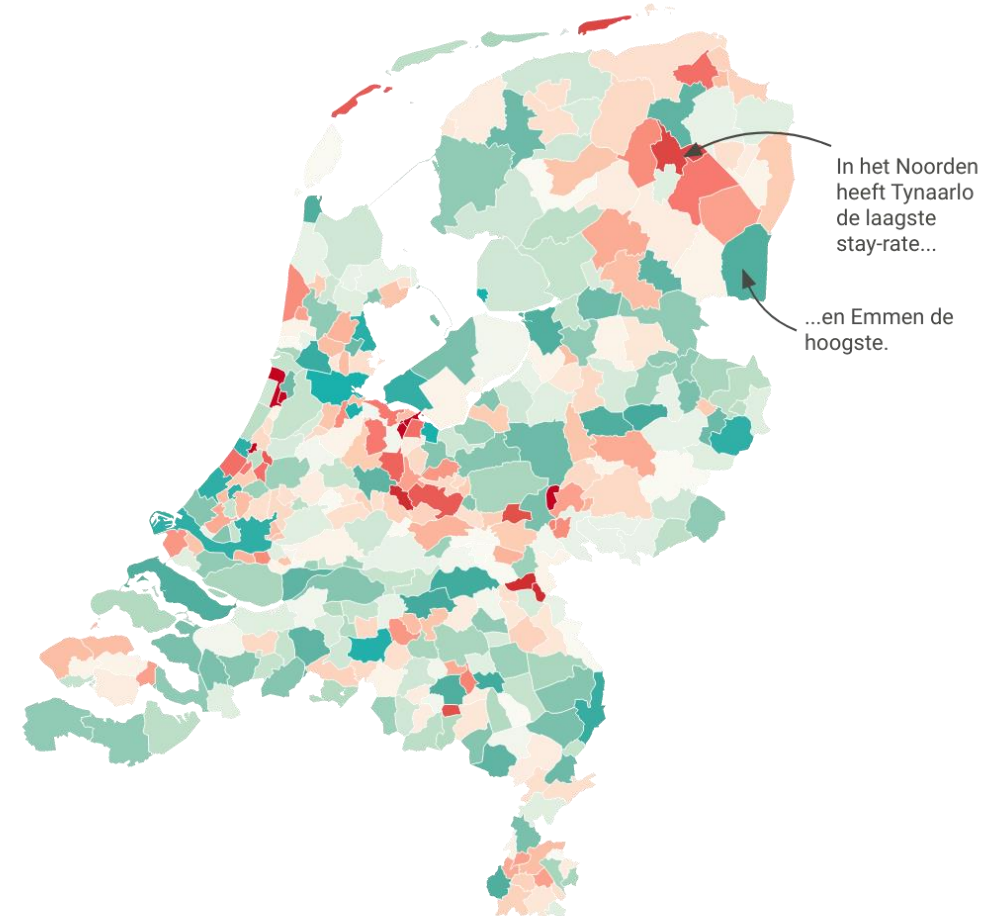 In het Noorden
heeft Tynaarlo
de laagste
stay-rate...
...en Emmen de
hoogste.